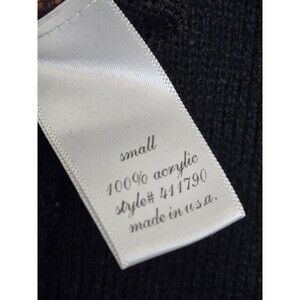 small
100% acrylic
style# 411790
made in u.s.a.